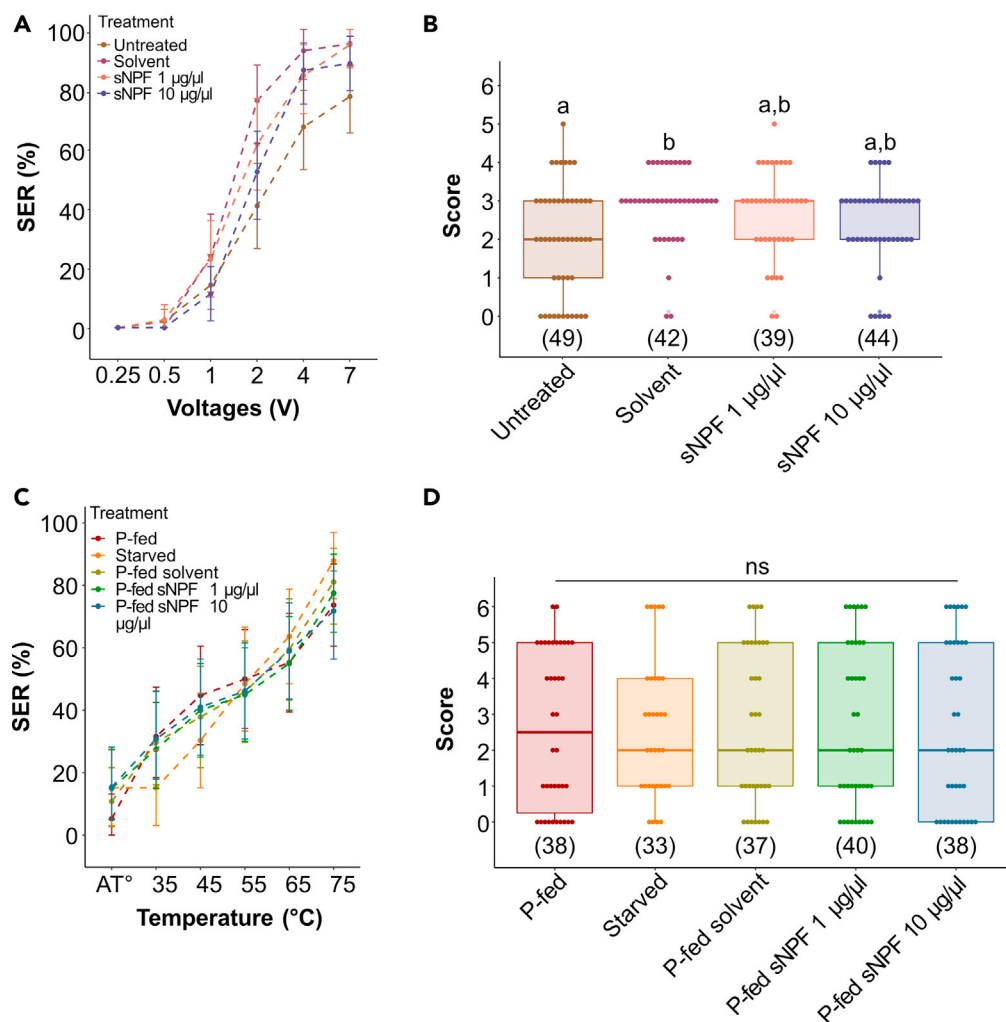 A
Treatment
Untreated
Solvent
sNPF 1 µg/µl
sNPF 10 µg/µl
SER (%)
100
80
60
40
20
0
0.25 0.5 1 2 4 7
Voltages (V)
B
Score
6
5
4
3
2
1
0
a
b
a,b
a,b
(49) (42) (39) (44)
Untreated
Solvent
sNPF 1 µg/µl
sNPF 10 µg/µl
C
Treatment
P-fed
Starved
P-fed solvent
P-fed sNPF 1 µg/µl
P-fed sNPF 10
µg/µl
SER (%)
100
80
60
40
20
0
AT° 35 45 55 65 75
Temperature (°C)
D
ns
Score
6
5
4
3
2
1
0
(38) (33) (37) (40) (38)
P-fed
Starved
P-fed solvent
P-fed sNPF 1 µg/µl
P-fed sNPF 10 µg/µl